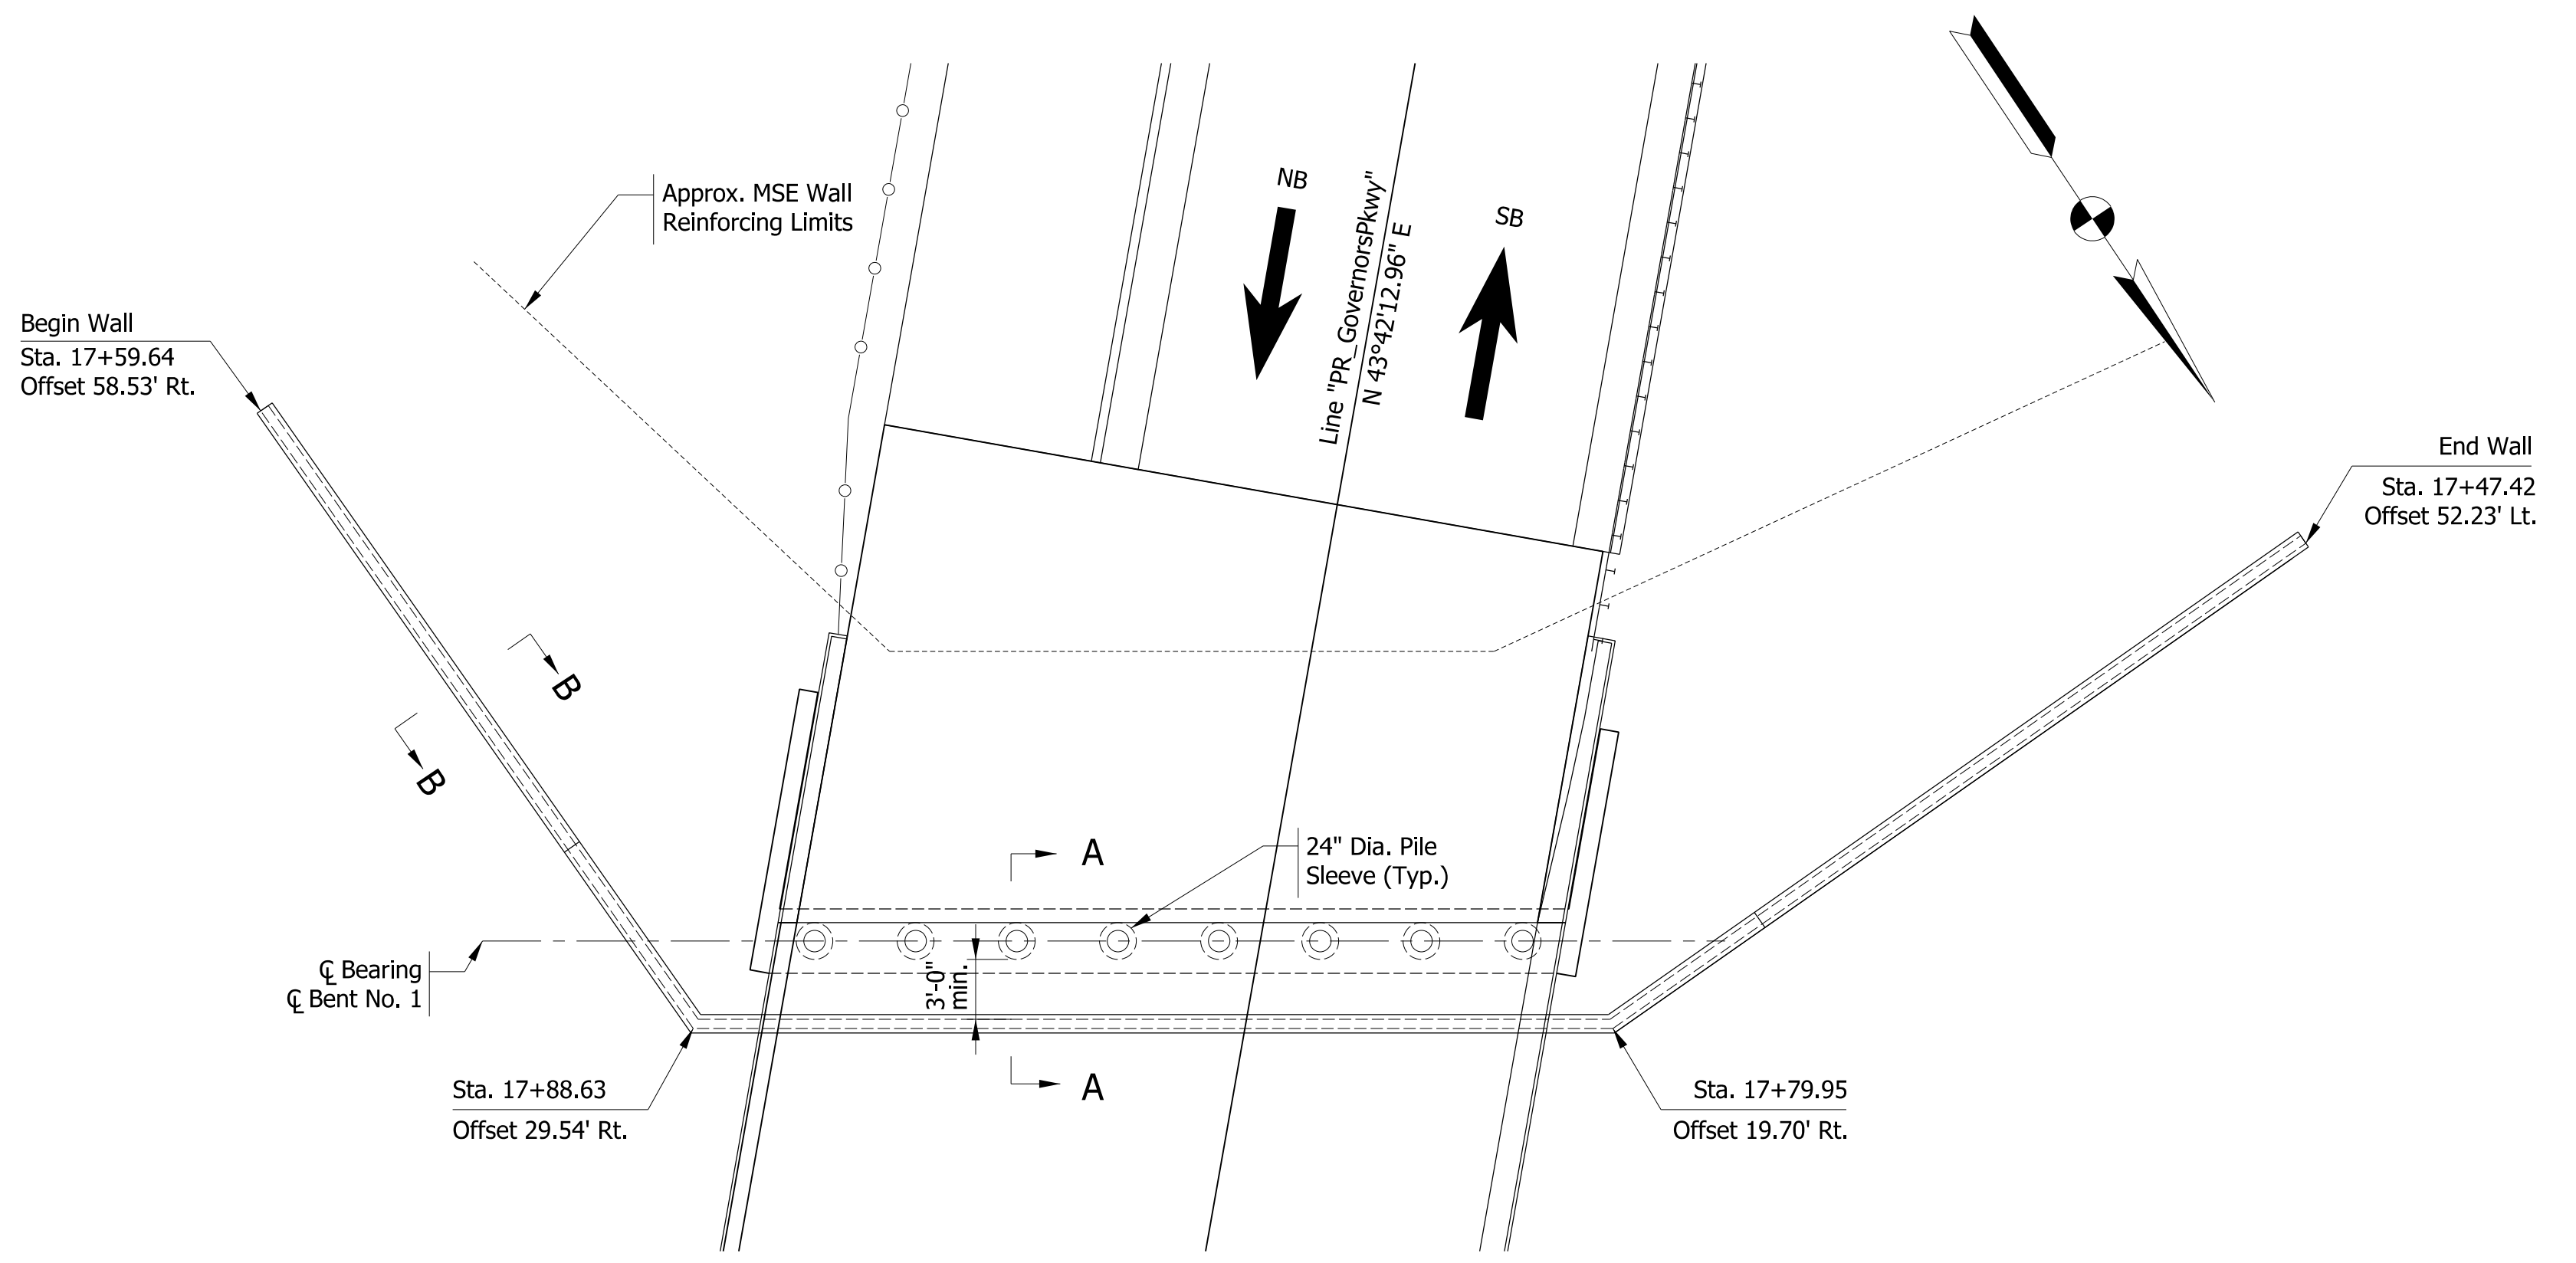 NB
Approx. MSE Wall
Reinforcing Limits
SB
Line "PR_GovernorsPkwy"
N 43°42'12.96" E
Begin Wall
Sta. 17+59.64
Offset 58.53' Rt.
End Wall
Sta. 17+47.42
Offset 52.23' Lt.
B
B
A
24" Dia. Pile
Sleeve (Typ.)
℄ Bearing
℄ Bent No. 1
3'-0"
min.
A
Sta. 17+88.63
Offset 29.54' Rt.
Sta. 17+79.95
Offset 19.70' Rt.